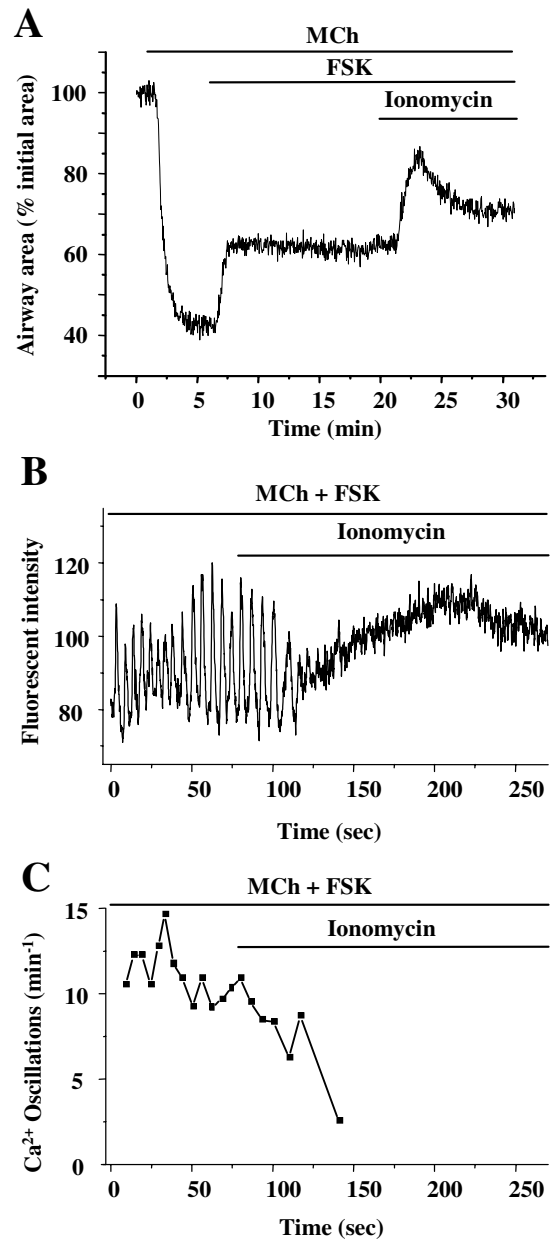 A
MCh
FSK
Ionomycin
100
80
60
40
Airway area (% initial area)
0 5 10 15 20 25 30
Time (min)
B
MCh + FSK
Ionomycin
120
100
80
Fluorescent intensity
0 50 100 150 200 250
Time (sec)
C
MCh + FSK
Ionomycin
15
10
5
0
Ca²⁺ Oscillations (min⁻¹)
0 50 100 150 200 250
Time (sec)